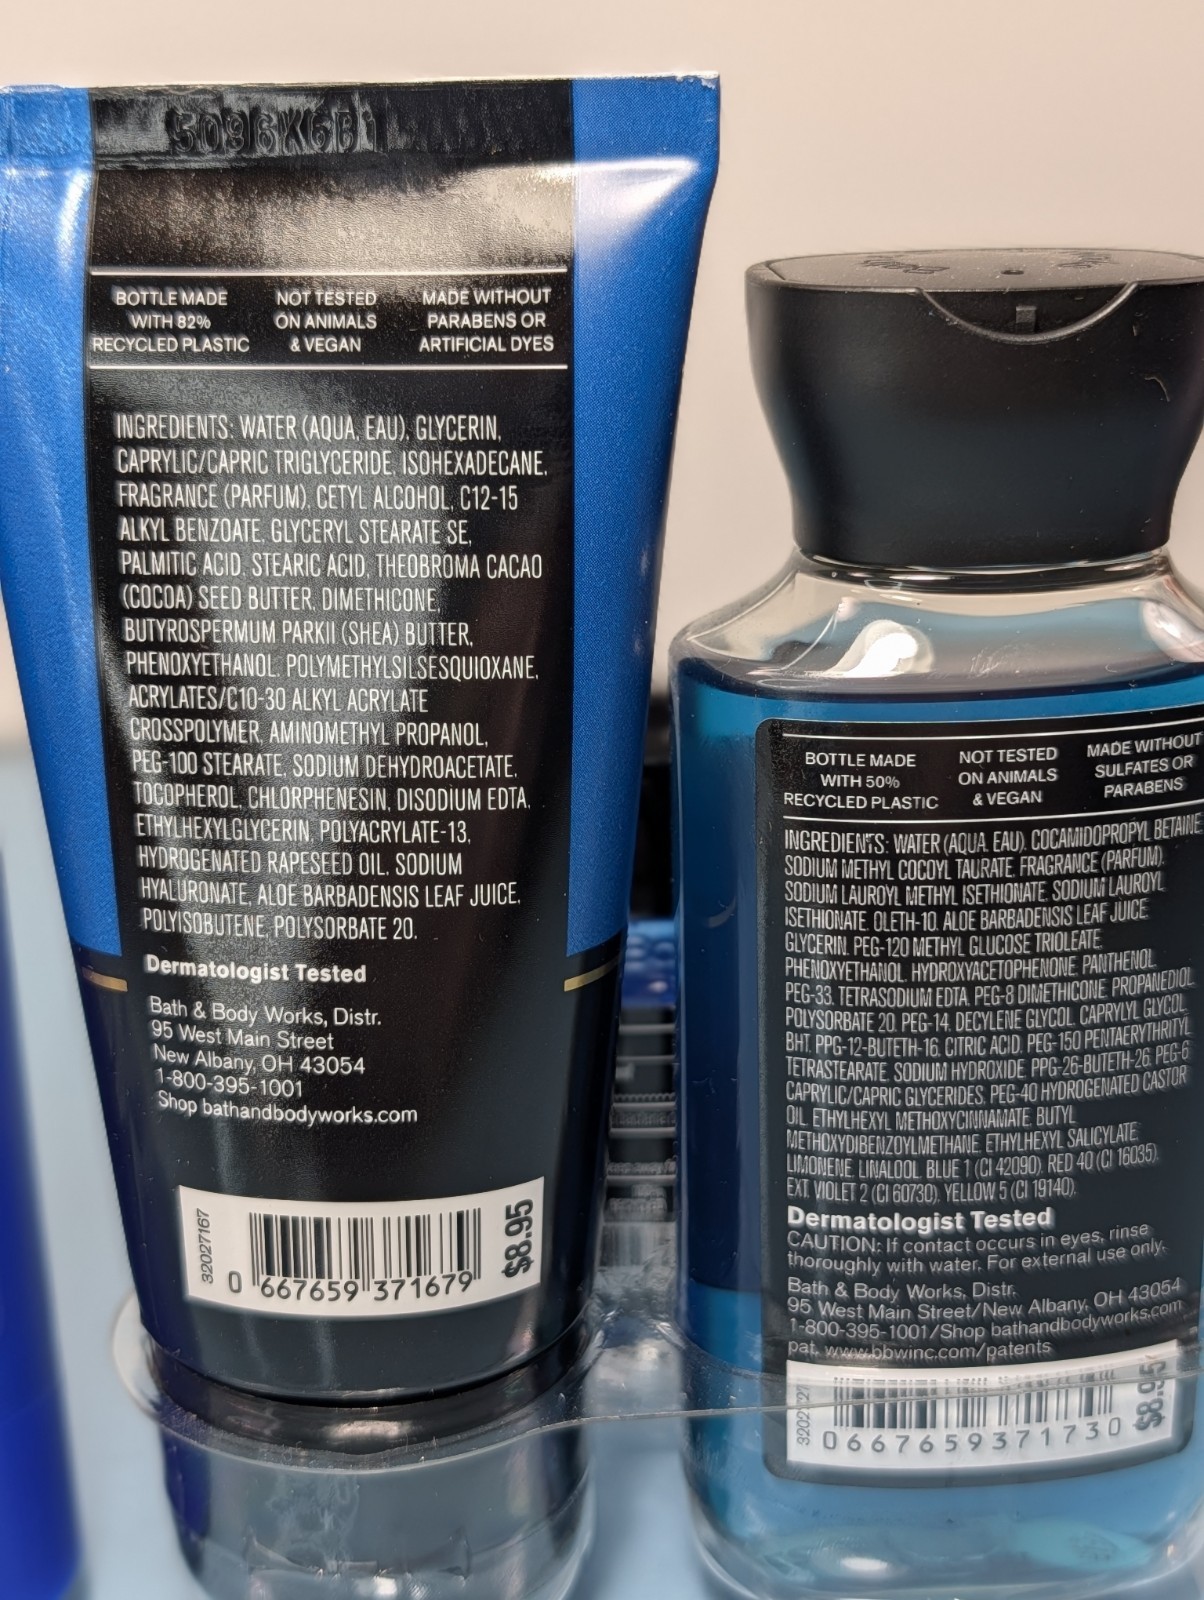 5096K6B1
BOTTLE MADE
WITH 82%
RECYCLED PLASTIC
NOT TESTED
ON ANIMALS
& VEGAN
MADE WITHOUT
PARABENS OR
ARTIFICIAL DYES
INGREDIENTS: WATER (AQUA, EAU), GLYCERIN,
CAPRYLIC/CAPRIC TRIGLYCERIDE, ISOHEXADECANE,
FRAGRANCE (PARFUM), CETYL ALCOHOL, C12-15
ALKYL BENZOATE, GLYCERYL STEARATE SE,
PALMITIC ACID, STEARIC ACID, THEOBROMA CACAO
(COCOA) SEED BUTTER, DIMETHICONE,
BUTYROSPERMUM PARKII (SHEA) BUTTER,
PHENOXYETHANOL, POLYMETHYLSILSESQUIOXANE,
ACRYLATES/C10-30 ALKYL ACRYLATE
CROSSPOLYMER, AMINOMETHYL PROPANOL,
PEG-100 STEARATE, SODIUM DEHYDROACETATE,
TOCOPHEROL, CHLORPHENESIN, DISODIUM EDTA,
ETHYLHEXYLGLYCERIN, POLYACRYLATE-13,
HYDROGENATED RAPESEED OIL, SODIUM
HYALURONATE, ALOE BARBADENSIS LEAF JUICE,
POLYISOBUTENE, POLYSORBATE 20.
Dermatologist Tested
Bath & Body Works, Distr.
95 West Main Street
New Albany, OH 43054
1-800-395-1001
Shop bathandbodyworks.com
32027167
0 667659 371679
$8.95
BOTTLE MADE
WITH 50%
RECYCLED PLASTIC
NOT TESTED
ON ANIMALS
& VEGAN
MADE WITHOUT
SULFATES OR
PARABENS
INGREDIENTS: WATER (AQUA, EAU), COCAMIDOPROPYL BETAINE,
SODIUM METHYL COCOYL TAURATE, FRAGRANCE (PARFUM),
SODIUM LAUROYL METHYL ISETHIONATE, SODIUM LAUROYL
ISETHIONATE, OLETH-10, ALOE BARBADENSIS LEAF JUICE,
GLYCERIN, PEG-120 METHYL GLUCOSE TRIOLEATE,
PHENOXYETHANOL, HYDROXYACETOPHENONE, PANTHENOL,
PEG-33, TETRASODIUM EDTA, PEG-8 DIMETHICONE, PROPANEDIOL,
POLYSORBATE 20, PEG-14, DECYLENE GLYCOL, CAPRYLYL GLYCOL,
BHT, PPG-12-BUTETH-16, CITRIC ACID, PEG-150 PENTAERYTHRITYL
TETRASTEARATE, SODIUM HYDROXIDE, PPG-26-BUTETH-26, PEG-6
CAPRYLIC/CAPRIC GLYCERIDES, PEG-40 HYDROGENATED CASTOR
OIL, ETHYLHEXYL METHOXYCINNAMATE, BUTYL
METHOXYDIBENZOYLMETHANE, ETHYLHEXYL SALICYLATE,
LIMONENE, LINALOOL, BLUE 1 (CI 42090), RED 40 (CI 16035),
EXT. VIOLET 2 (CI 60730), YELLOW 5 (CI 19140).
Dermatologist Tested
CAUTION: If contact occurs in eyes, rinse
thoroughly with water. For external use only.
Bath & Body Works, Distr.
95 West Main Street/New Albany, OH 43054
1-800-395-1001/Shop bathandbodyworks.com
pat. www.bbwinc.com/patents
0667659371730
$8.95